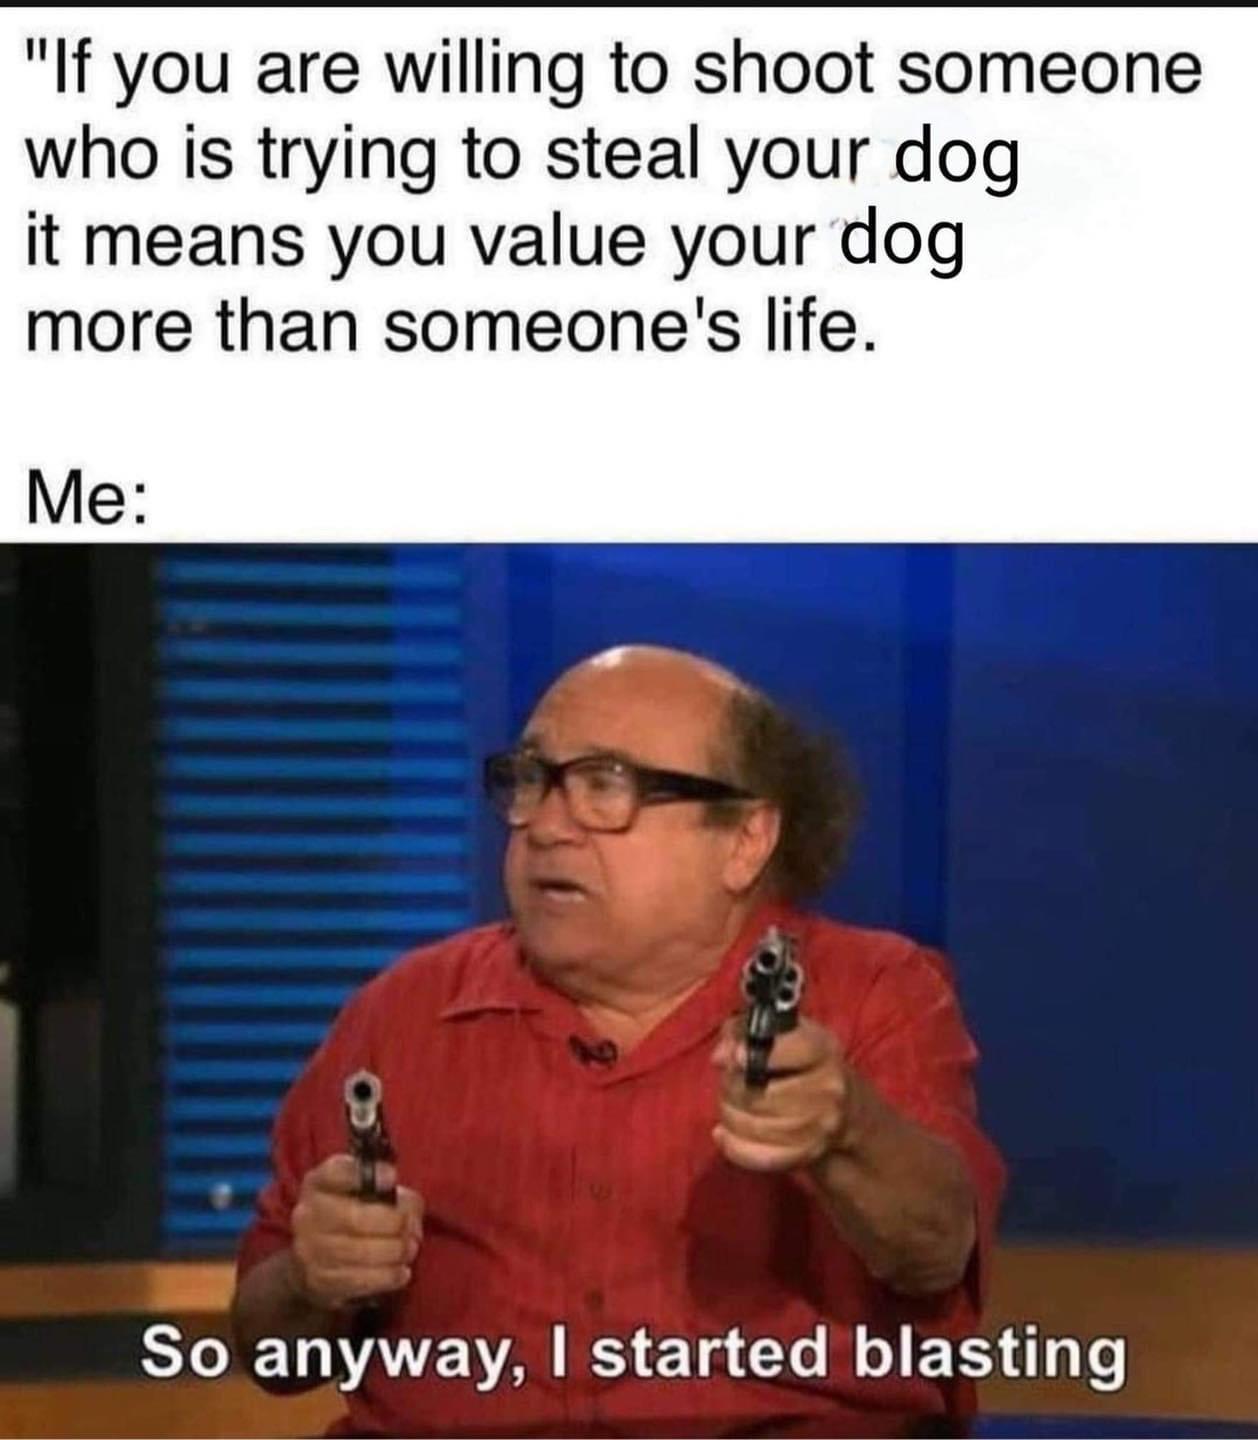 "If you are willing to shoot someone
who is trying to steal your dog
it means you value your dog
more than someone's life.
Me:
So anyway, I started blasting